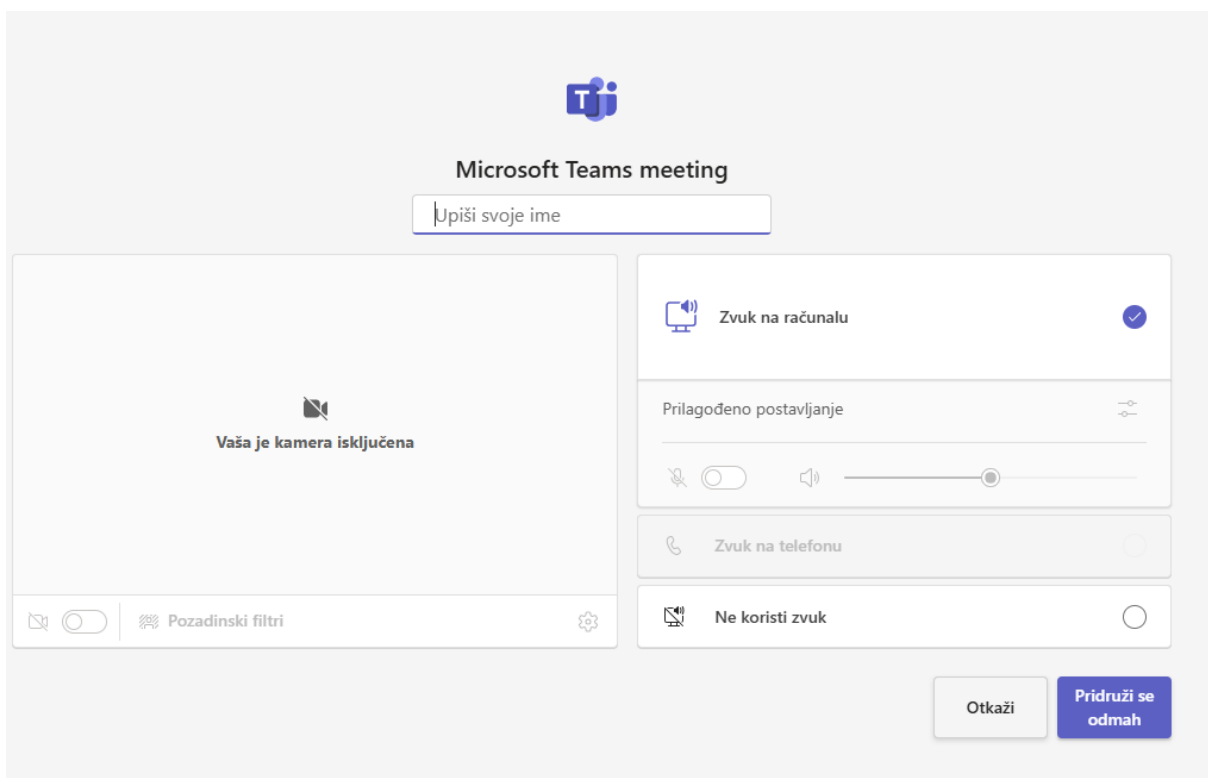 T
Microsoft Teams meeting
Upiši svoje ime
Vaša je kamera isključena
Pozadinski filtri
Zvuk na računalu
Prilagođeno postavljanje
Zvuk na telefonu
Ne koristi zvuk
Otkaži
Pridruži se
odmah